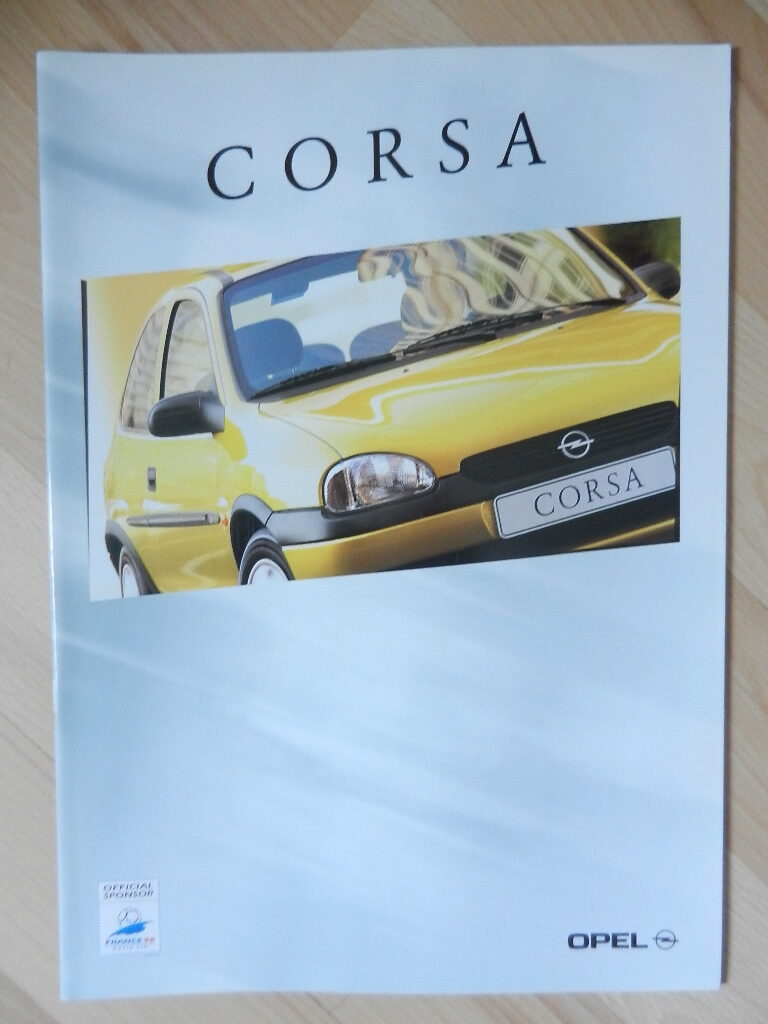 CORSA
CORSA
OFFICIAL
SPONSOR
FRANCE 98
OPEL